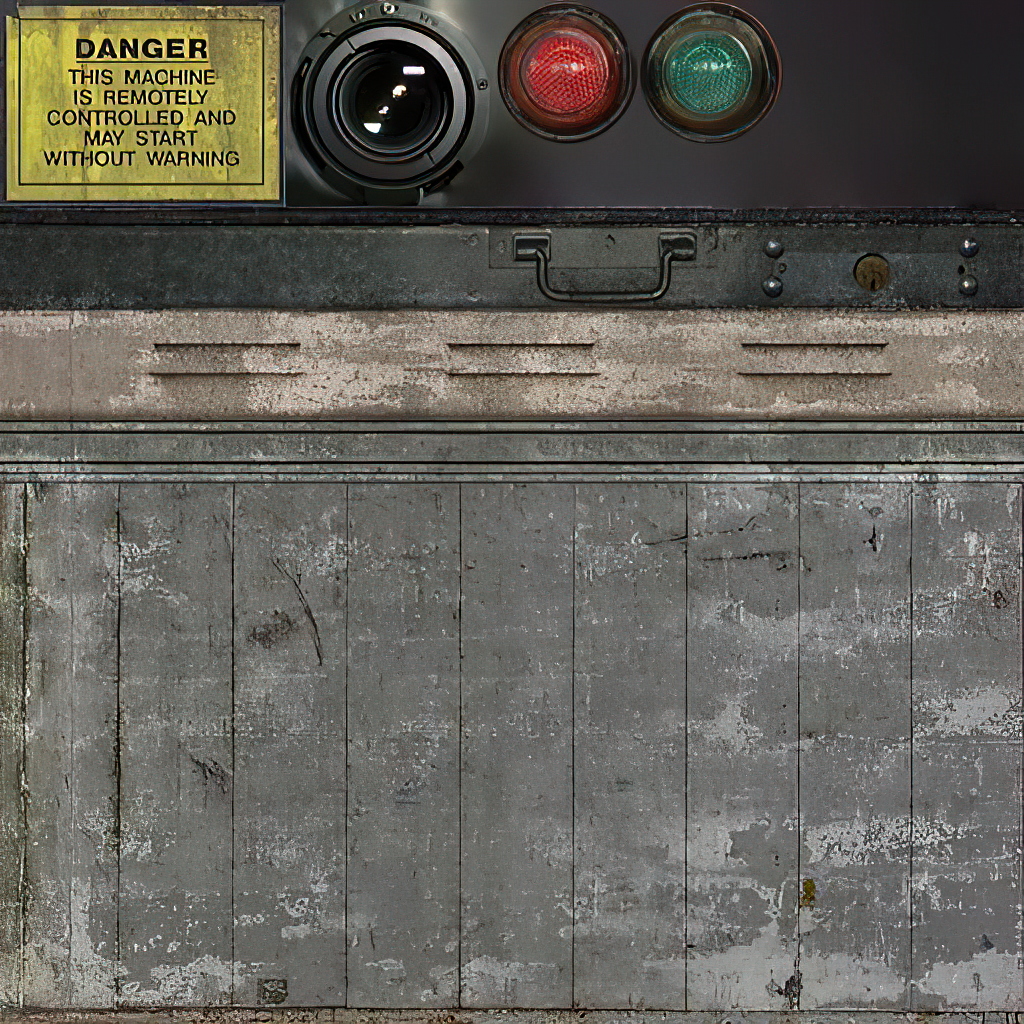 DANGER
THIS MACHINE
IS REMOTELY
CONTROLLED AND
MAY START
WITHOUT WARNING